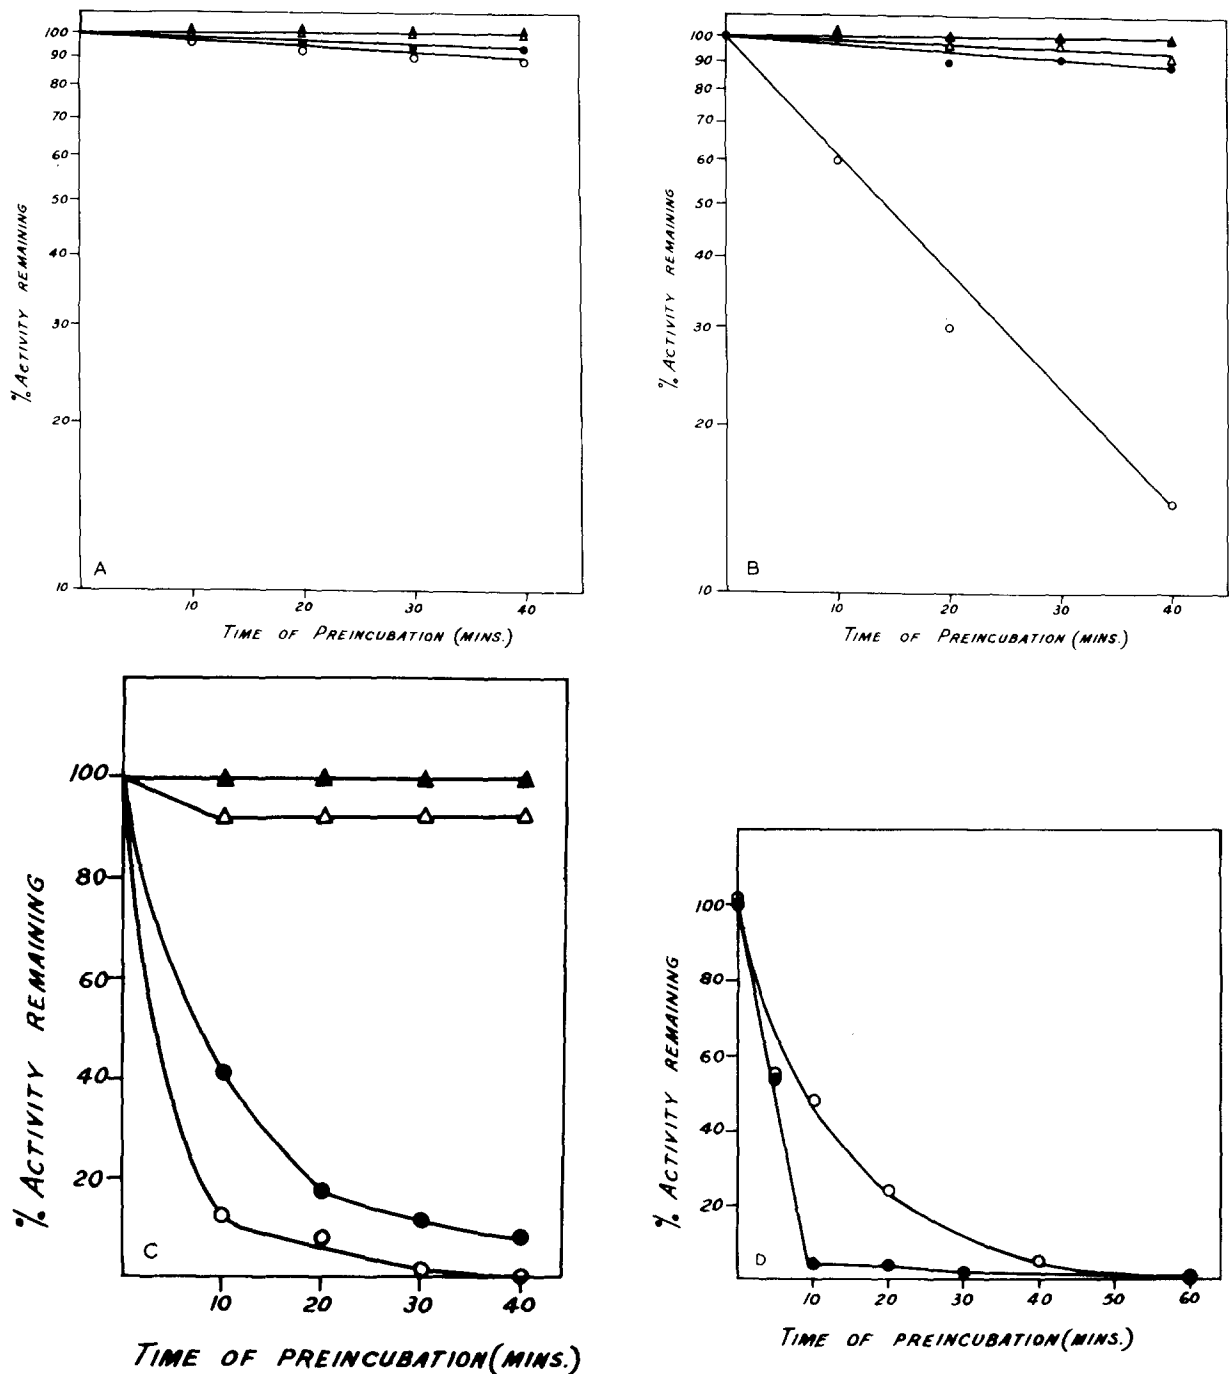 100
90
80
70
60
50
40
30
20
10
% ACTIVITY REMAINING
A
10 20 30 40
TIME OF PREINCUBATION (MINS.)
100
90
80
70
60
50
40
30
20
10
% ACTIVITY REMAINING
B
10 20 30 40
TIME OF PREINCUBATION (MINS.)
100
80
60
40
20
% ACTIVITY REMAINING
C
10 20 30 40
TIME OF PREINCUBATION (MINS.)
100
80
60
40
20
% ACTIVITY REMAINING
D
10 20 30 40 50 60
TIME OF PREINCUBATION (MINS.)